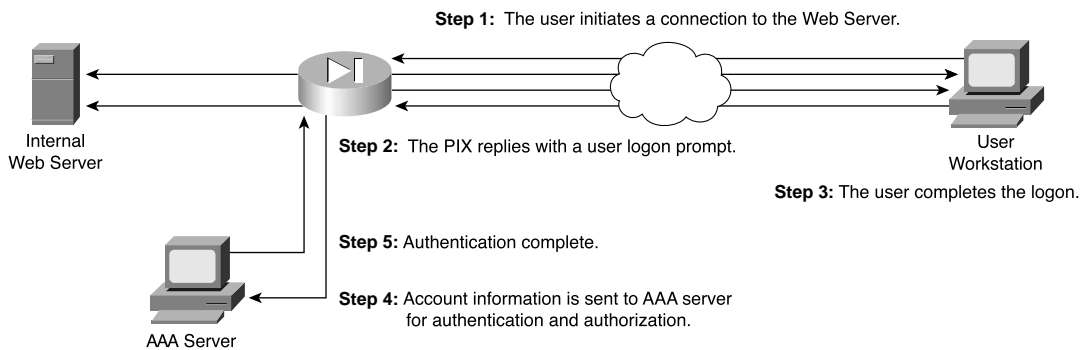 Step 1: The user initiates a connection to the Web Server.
Internal
Web Server
Step 2: The PIX replies with a user logon prompt.
User
Workstation
Step 3: The user completes the logon.
Step 5: Authentication complete.
Step 4: Account information is sent to AAA server
for authentication and authorization.
AAA Server